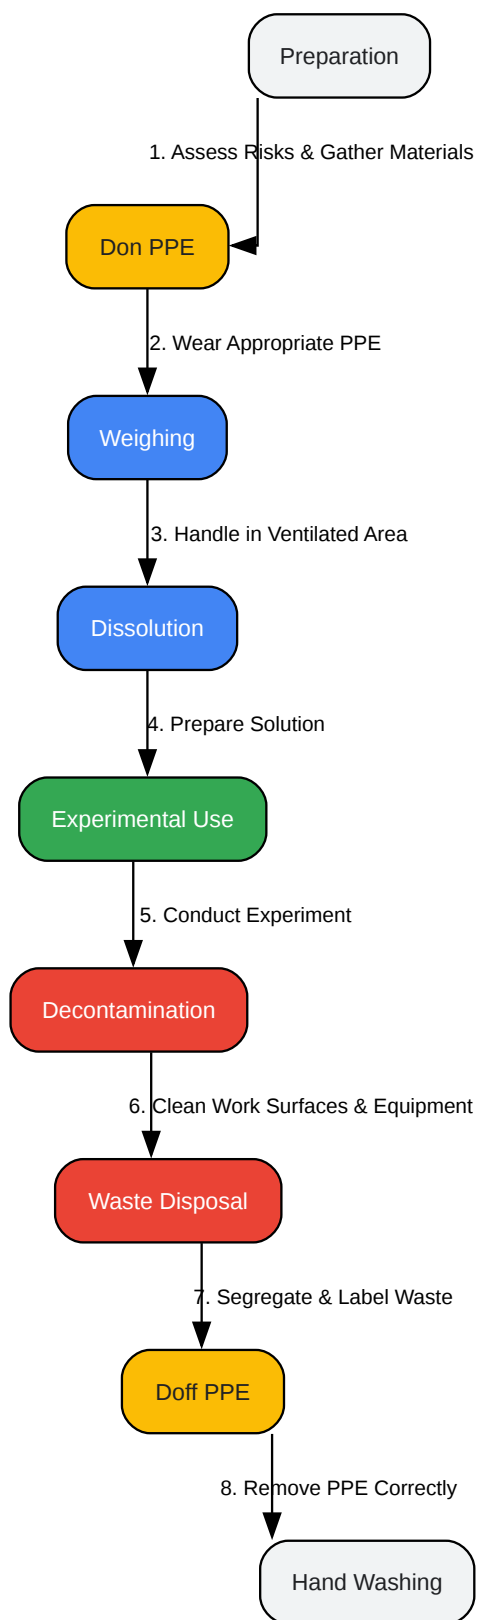 Preparation
1. Assess Risks & Gather Materials
Don PPE
2. Wear Appropriate PPE
Weighing
3. Handle in Ventilated Area
Dissolution
4. Prepare Solution
Experimental Use
5. Conduct Experiment
Decontamination
6. Clean Work Surfaces & Equipment
Waste Disposal
7. Segregate & Label Waste
Doff PPE
8. Remove PPE Correctly
Hand Washing